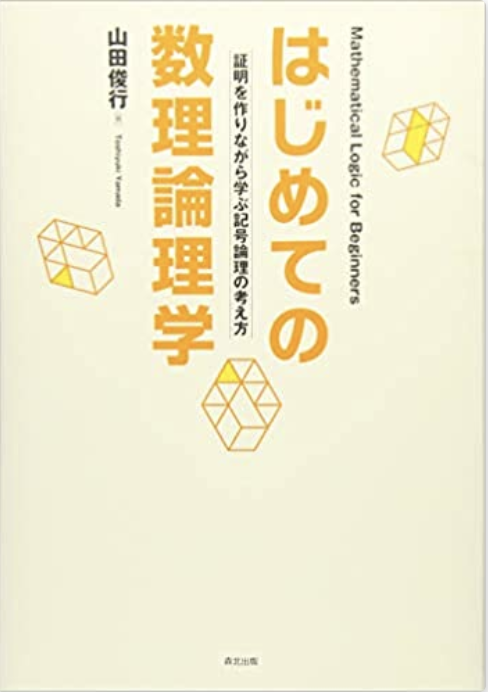 Mathematical Logic for Beginners
はじめての
数理論理学
証明を作りながら学ぶ記号論理の考え方
山田俊行 著
Toshiyuki Yamada
森北出版